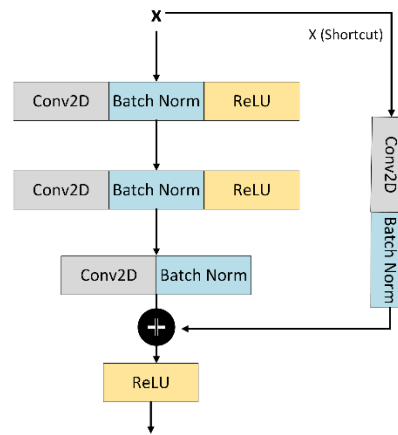 X
X (Shortcut)
Conv2D Batch Norm ReLU
Conv2D Batch Norm ReLU
Conv2D Batch Norm
Conv2D Batch Norm
ReLU